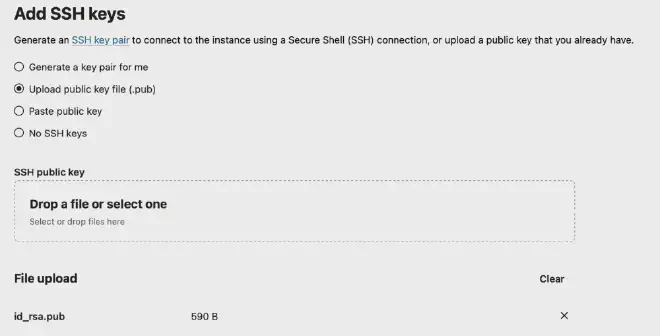 Add SSH keys
Generate an SSH key pair to connect to the instance using a Secure Shell (SSH) connection, or upload a public key that you already have.
Generate a key pair for me
Upload public key file (.pub)
Paste public key
No SSH keys
SSH public key
Drop a file or select one
Select or drop files here
File upload Clear
id_rsa.pub 590 B